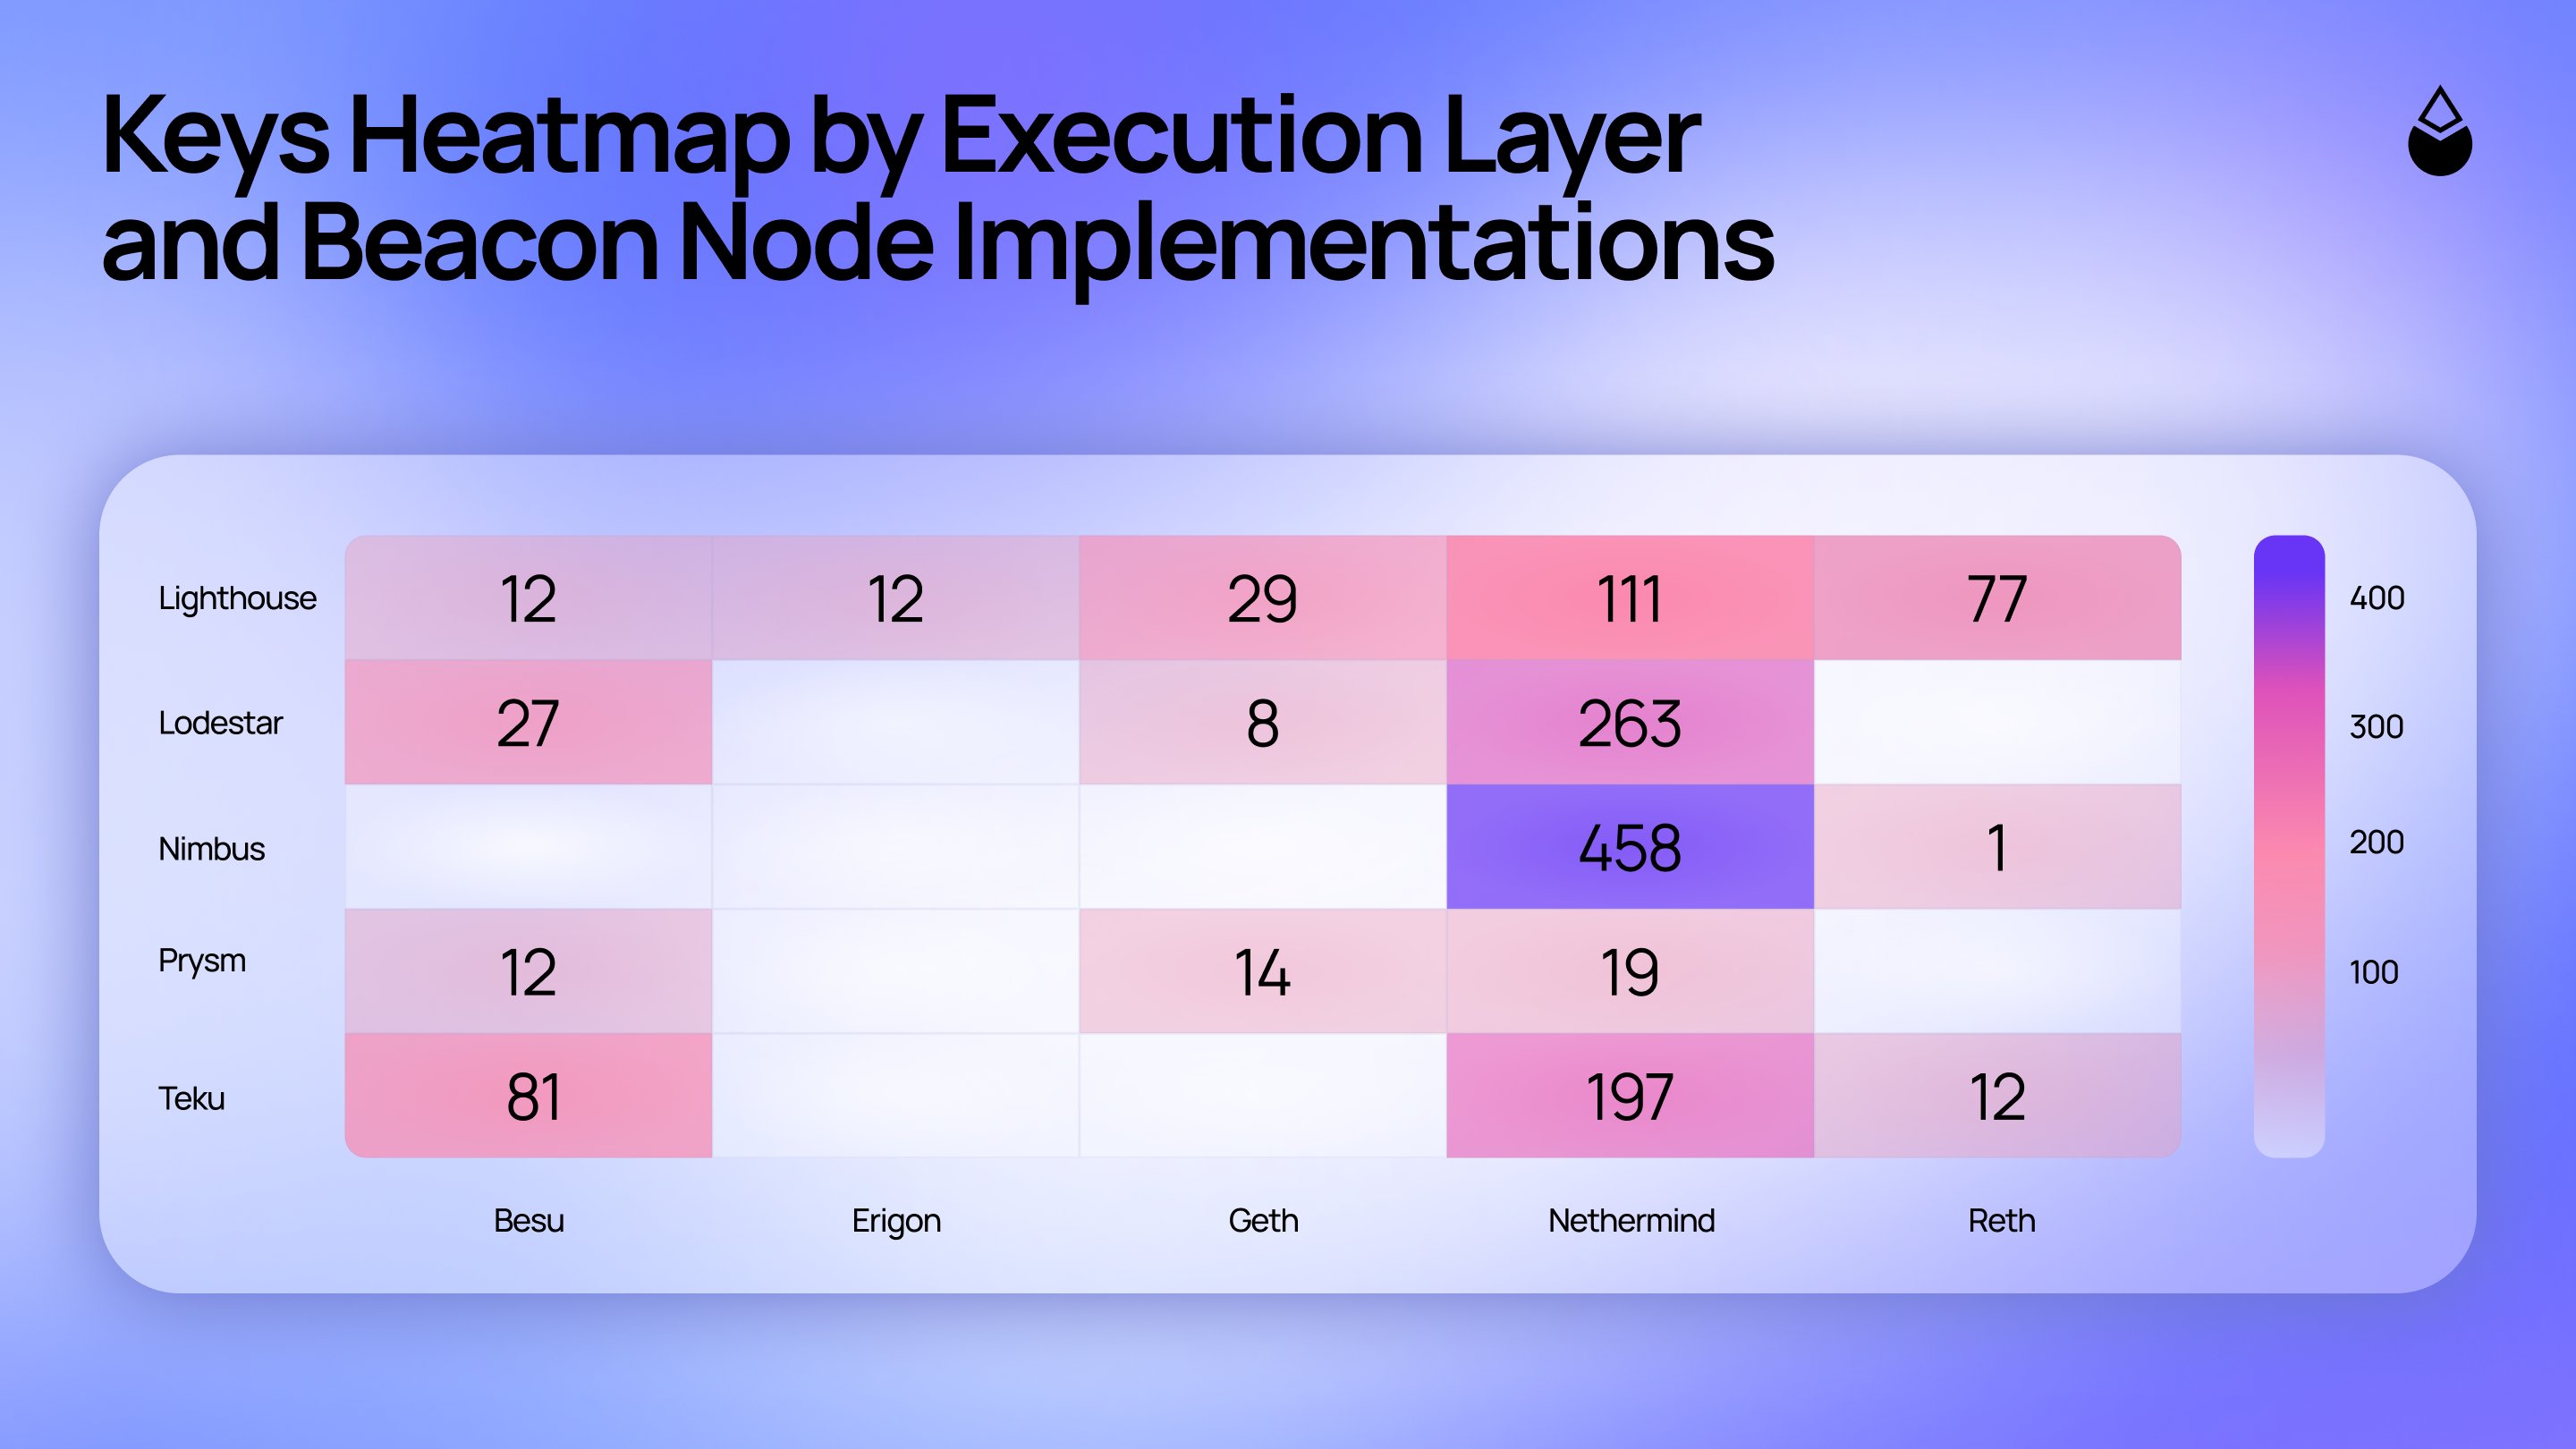 Keys Heatmap by Execution Layer
and Beacon Node Implementations
Lighthouse 12 12 29 111 77
Lodestar 27 8 263
Nimbus 458 1
Prysm 12 14 19
Teku 81 197 12
Besu Erigon Geth Nethermind Reth
400
300
200
100